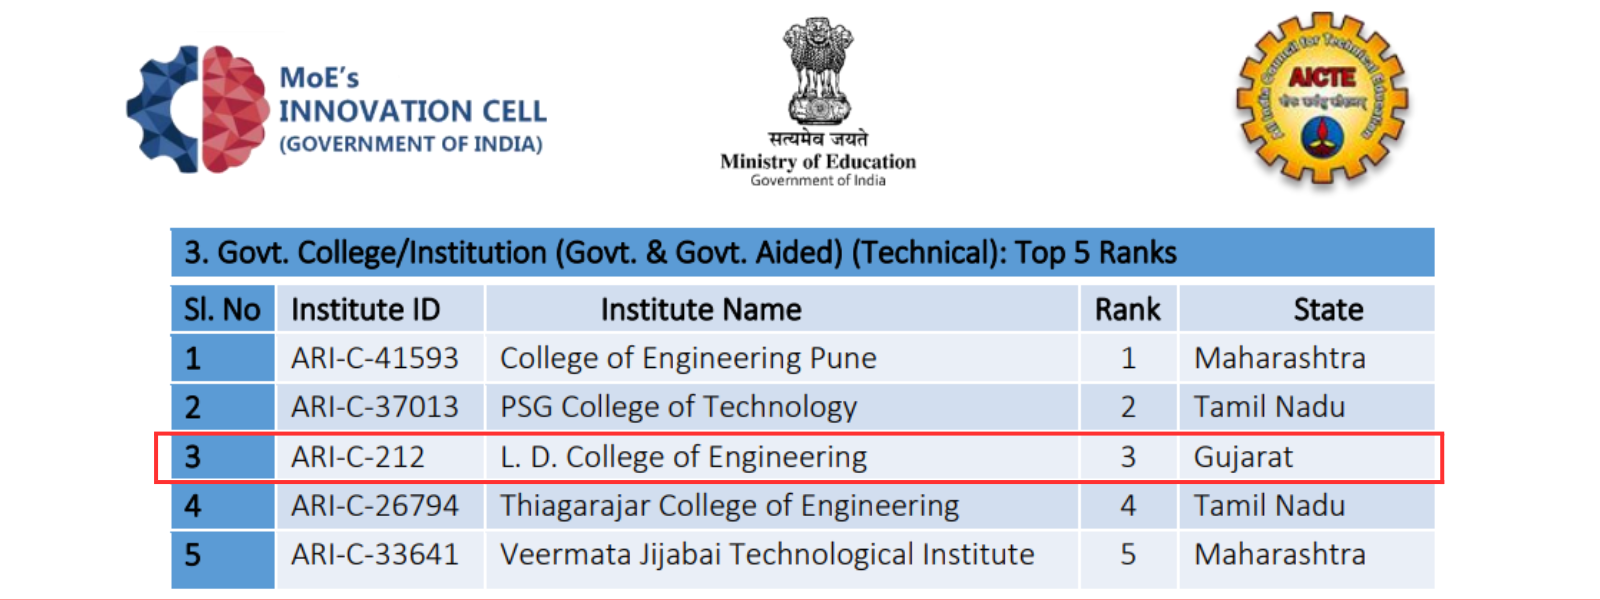 MoE's
INNOVATION CELL
(GOVERNMENT OF INDIA)
सत्यमेव जयते
Ministry of Education
Government of India
All India Council for Technical Education
AICTE
3. Govt. College/Institution (Govt. & Govt. Aided) (Technical): Top 5 Ranks
Sl. No Institute ID Institute Name Rank State
1 ARI-C-41593 College of Engineering Pune 1 Maharashtra
2 ARI-C-37013 PSG College of Technology 2 Tamil Nadu
3 ARI-C-212 L. D. College of Engineering 3 Gujarat
4 ARI-C-26794 Thiagarajar College of Engineering 4 Tamil Nadu
5 ARI-C-33641 Veermata Jijabai Technological Institute 5 Maharashtra